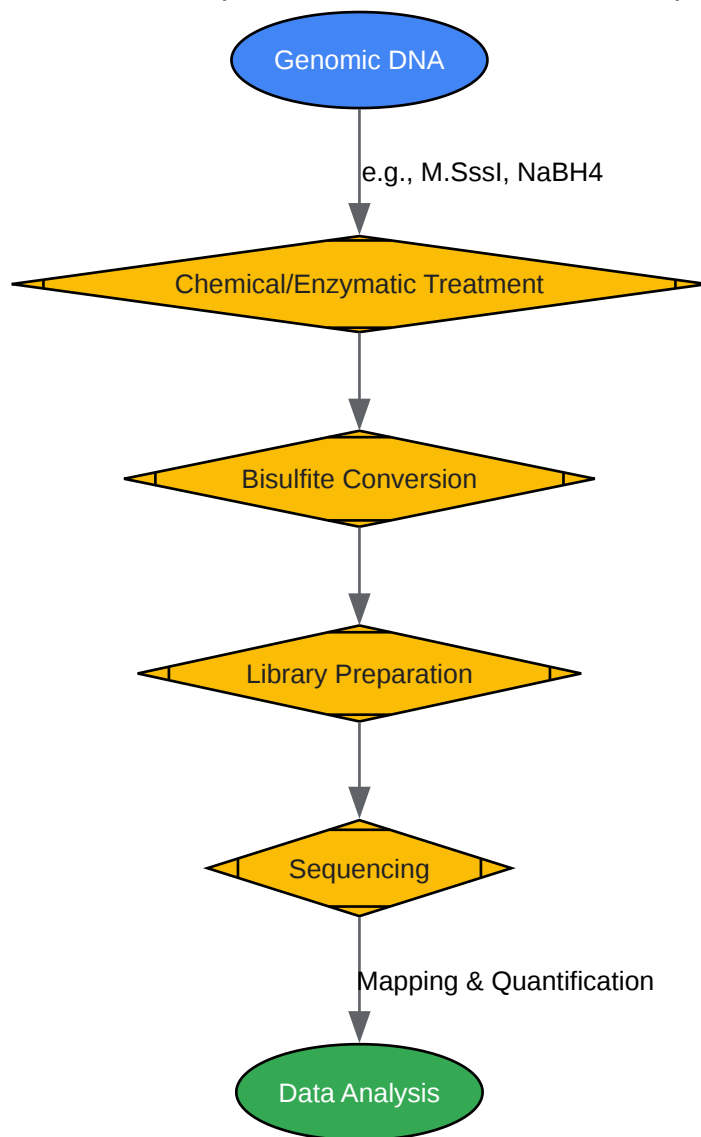 Genomic DNA
e.g., M.SssI, NaBH4
Chemical/Enzymatic Treatment
Bisulfite Conversion
Library Preparation
Sequencing
Mapping & Quantification
Data Analysis